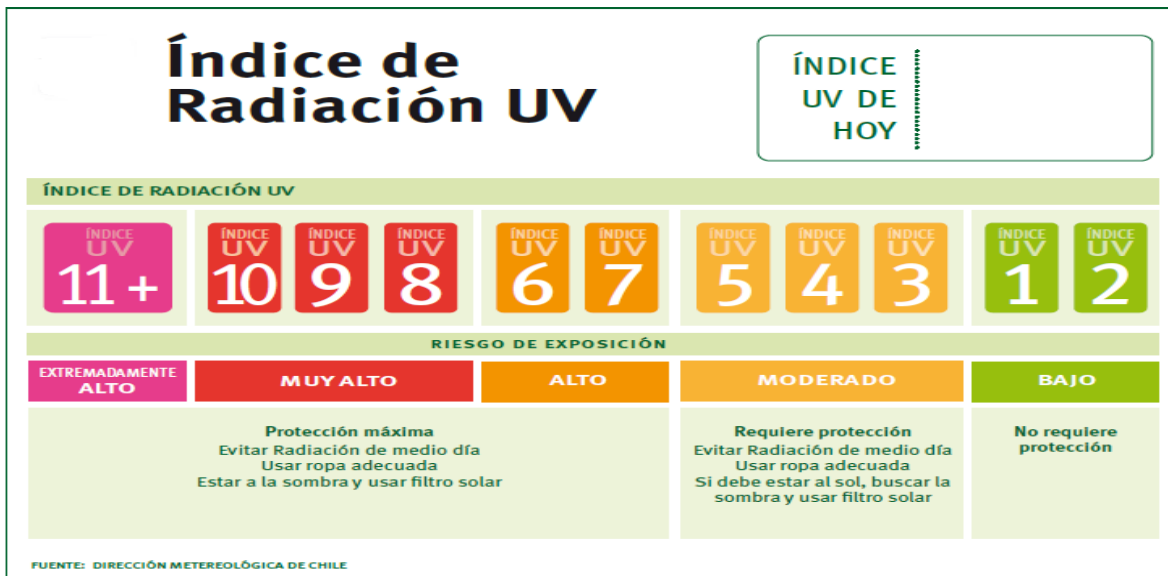 Índice de
Radiación UV
ÍNDICE
UV DE
HOY
ÍNDICE DE RADIACIÓN UV
ÍNDICE
UV
11 +
ÍNDICE
UV
10
ÍNDICE
UV
9
ÍNDICE
UV
8
ÍNDICE
UV
6
ÍNDICE
UV
7
ÍNDICE
UV
5
ÍNDICE
UV
4
ÍNDICE
UV
3
ÍNDICE
UV
1
ÍNDICE
UV
2
RIESGO DE EXPOSICIÓN
EXTREMADAMENTE
ALTO
MUY ALTO
ALTO
MODERADO
BAJO
Protección máxima
Evitar Radiación de medio día
Usar ropa adecuada
Estar a la sombra y usar filtro solar
Requiere protección
Evitar Radiación de medio día
Usar ropa adecuada
Si debe estar al sol, buscar la
sombra y usar filtro solar
No requiere
protección
FUENTE: DIRECCIÓN METEREOLÓGICA DE CHILE